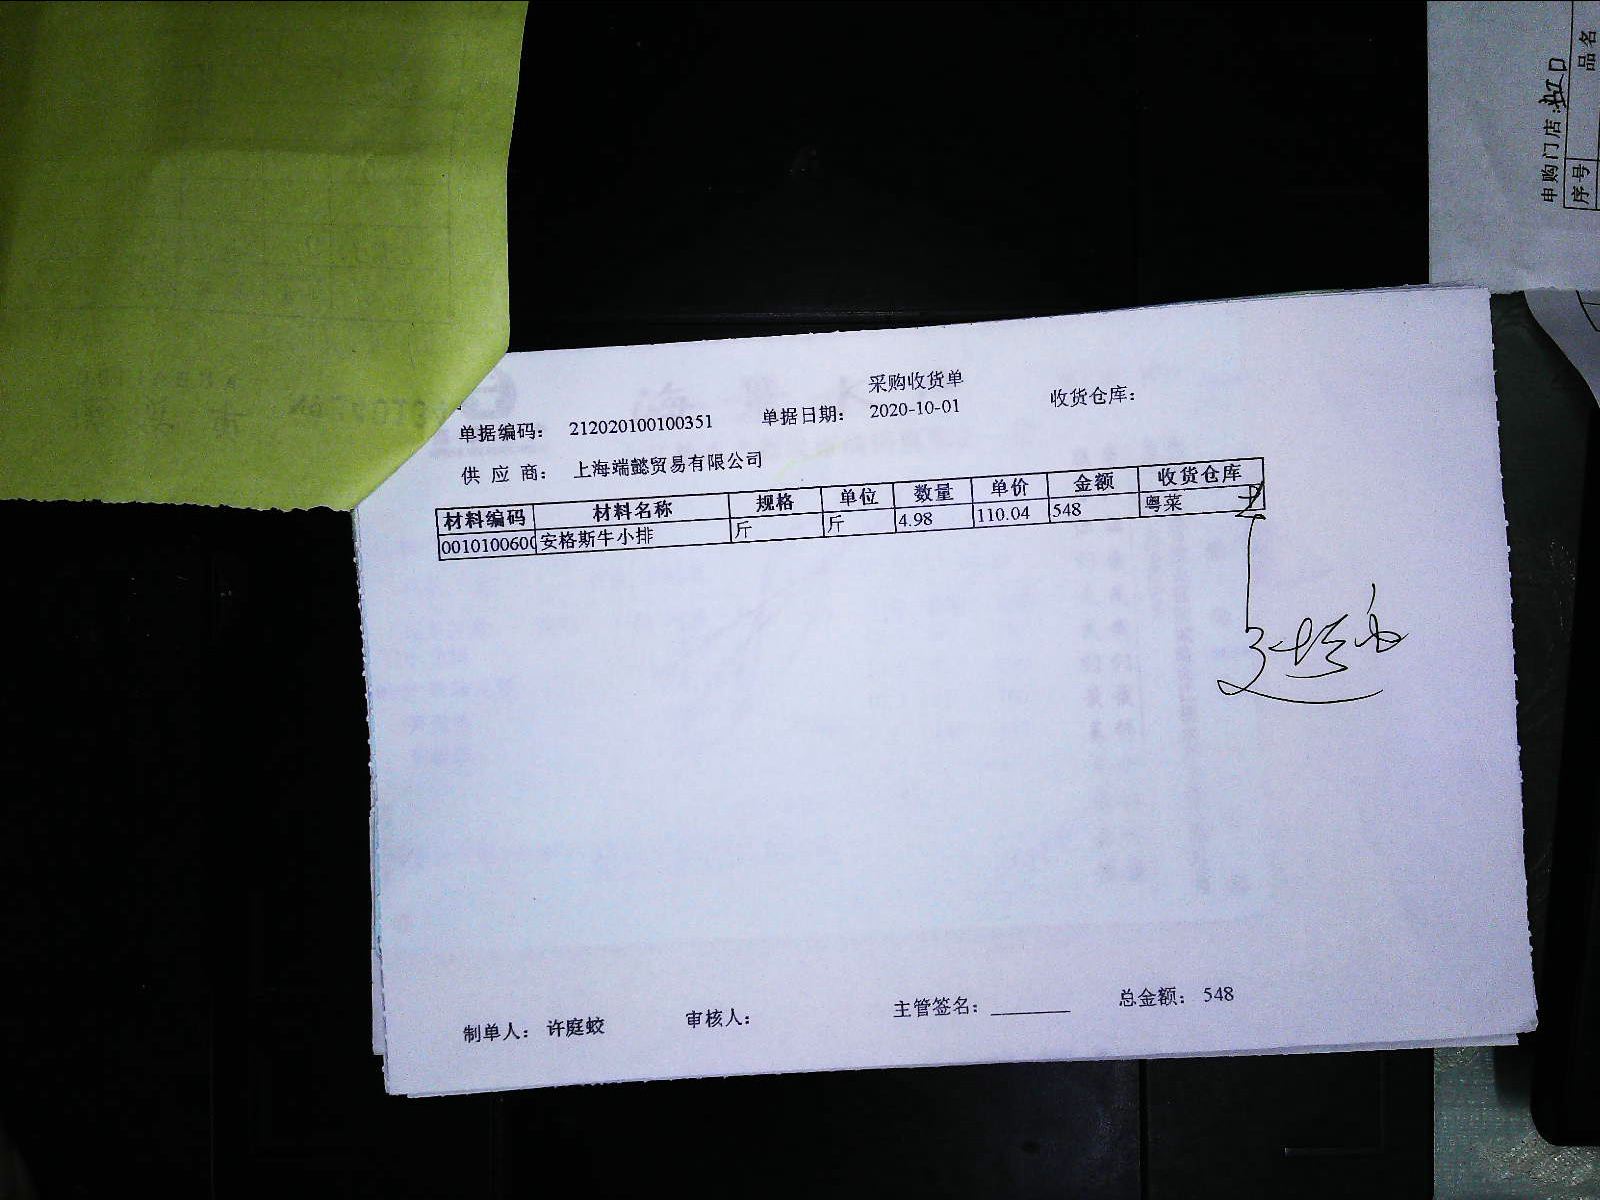 采购收货单
单据编码： 212020100100351 单据日期： 2020-10-01 收货仓库：
供 应 商： 上海端懿贸易有限公司
材料编码 材料名称 规格 单位 数量 单价 金额 收货仓库
0010100600 安格斯牛小排 斤 斤 4.98 110.04 548 粤菜
制单人： 许庭蛟 审核人： 主管签名： 总金额： 548
申购门店：虹口
序号 品名